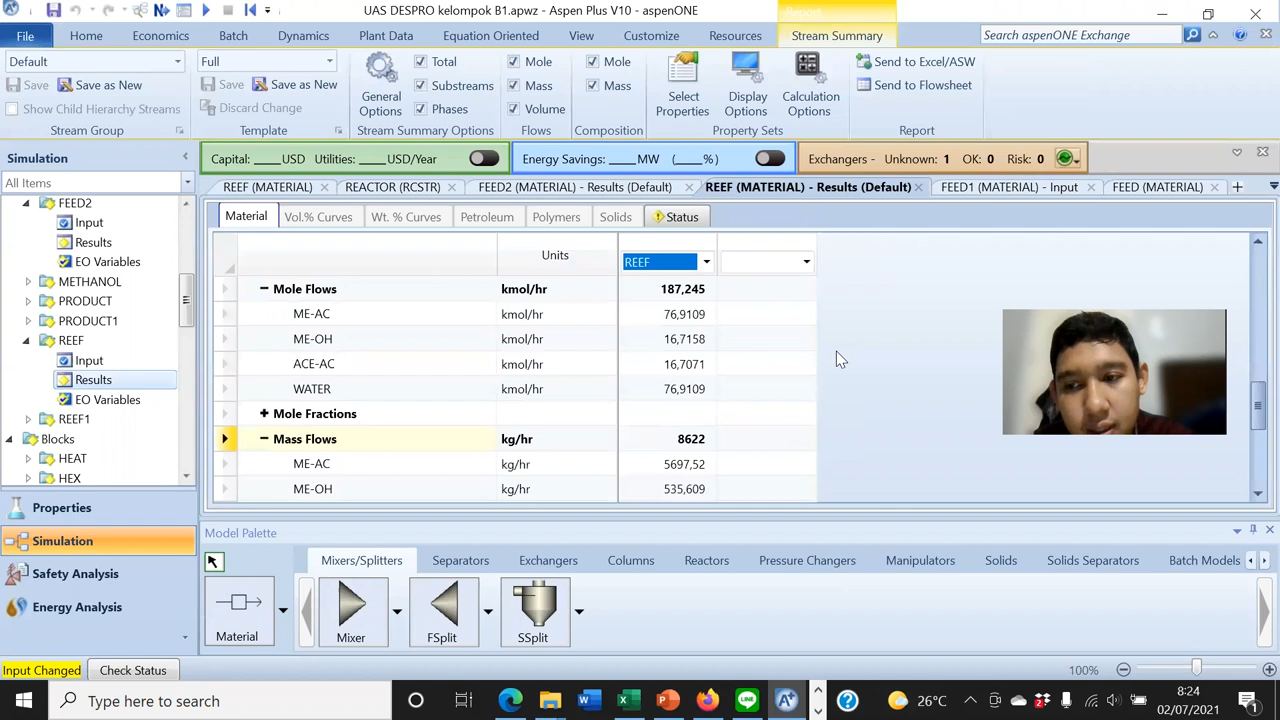 UAS DESPRO kelompok B1.apwz - Aspen Plus V10 - aspenONE
File Home Economics Batch Dynamics Plant Data Equation Oriented View Customize Resources Stream Summary Search aspenONE Exchange
Default Full Total Mole Mole Send to Excel/ASW
Save Save as New Save Save as New Substreams Mass Mass Send to Flowsheet
Show Child Hierarchy Streams Discard Change General Options Phases Volume Select Properties Display Options Calculation Options
Stream Group Template Stream Summary Options Flows Composition Property Sets Report
Simulation Capital: ____USD Utilities: ____USD/Year Energy Savings: ____MW (____%) Exchangers - Unknown: 1 OK: 0 Risk: 0
All Items REEF (MATERIAL) REACTOR (RCSTR) FEED2 (MATERIAL) - Results (Default) REEF (MATERIAL) - Results (Default) FEED1 (MATERIAL) - Input FEED (MATERIAL)
FEED2
Input
Results
EO Variables
METHANOL
PRODUCT
PRODUCT1
REEF
Input
Results
EO Variables
REEF1
Blocks
HEAT
HEX
Properties
Simulation
Safety Analysis
Energy Analysis
Material Vol.% Curves Wt. % Curves Petroleum Polymers Solids Status
Units REEF
Mole Flows kmol/hr 187,245
ME-AC kmol/hr 76,9109
ME-OH kmol/hr 16,7158
ACE-AC kmol/hr 16,7071
WATER kmol/hr 76,9109
Mole Fractions
Mass Flows kg/hr 8622
ME-AC kg/hr 5697,52
ME-OH kg/hr 535,609
Model Palette
Mixers/Splitters Separators Exchangers Columns Reactors Pressure Changers Manipulators Solids Solids Separators Batch Models
Material Mixer FSplit SSplit
Input Changed Check Status 100%
Type here to search 26°C 8:24
02/07/2021